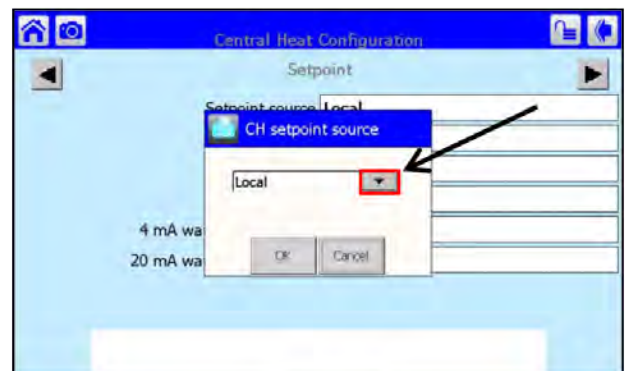 Central Heat Configuration
Setpoint
Setpoint source Local
CH setpoint source
Local
4 mA wa
20 mA wa
OK Cancel